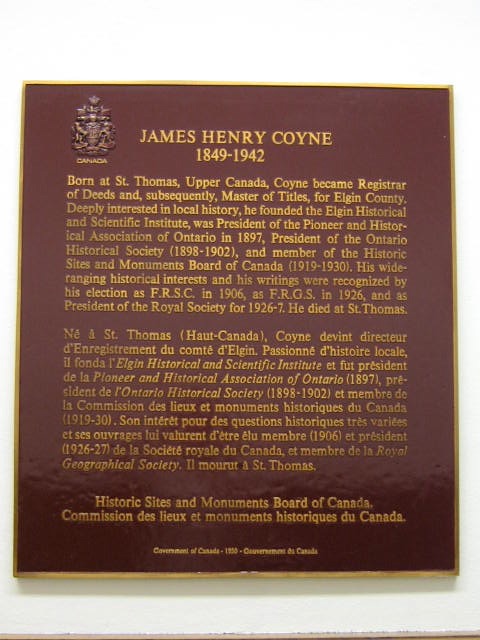 CANADA
JAMES HENRY COYNE
1849-1942
Born at St. Thomas, Upper Canada, Coyne became Registrar
of Deeds and, subsequently, Master of Titles, for Elgin County.
Deeply interested in local history, he founded the Elgin Historical
and Scientific Institute, was President of the Pioneer and Histor-
ical Association of Ontario in 1897, President of the Ontario
Historical Society (1898-1902), and member of the Historic
Sites and Monuments Board of Canada (1919-1930). His wide-
ranging historical interests and his writings were recognized by
his election as F.R.S.C. in 1906, as F.R.G.S. in 1926, and as
President of the Royal Society for 1926-7. He died at St. Thomas.
Né à St. Thomas (Haut-Canada), Coyne devint directeur
d'Enregistrement du comté d'Elgin. Passionné d'histoire locale,
il fonda l'Elgin Historical and Scientific Institute et fut président
de la Pioneer and Historical Association of Ontario (1897), pré-
sident de l'Ontario Historical Society (1898-1902) et membre de
la Commission des lieux et monuments historiques du Canada
(1919-30). Son intérêt pour des questions historiques très variées
et ses ouvrages lui valurent d'être élu membre (1906) et président
(1926-27) de la Société royale du Canada, et membre de la Royal
Geographical Society. Il mourut à St. Thomas.
Historic Sites and Monuments Board of Canada.
Commission des lieux et monuments historiques du Canada.
Government of Canada - 1950 - Gouvernement du Canada